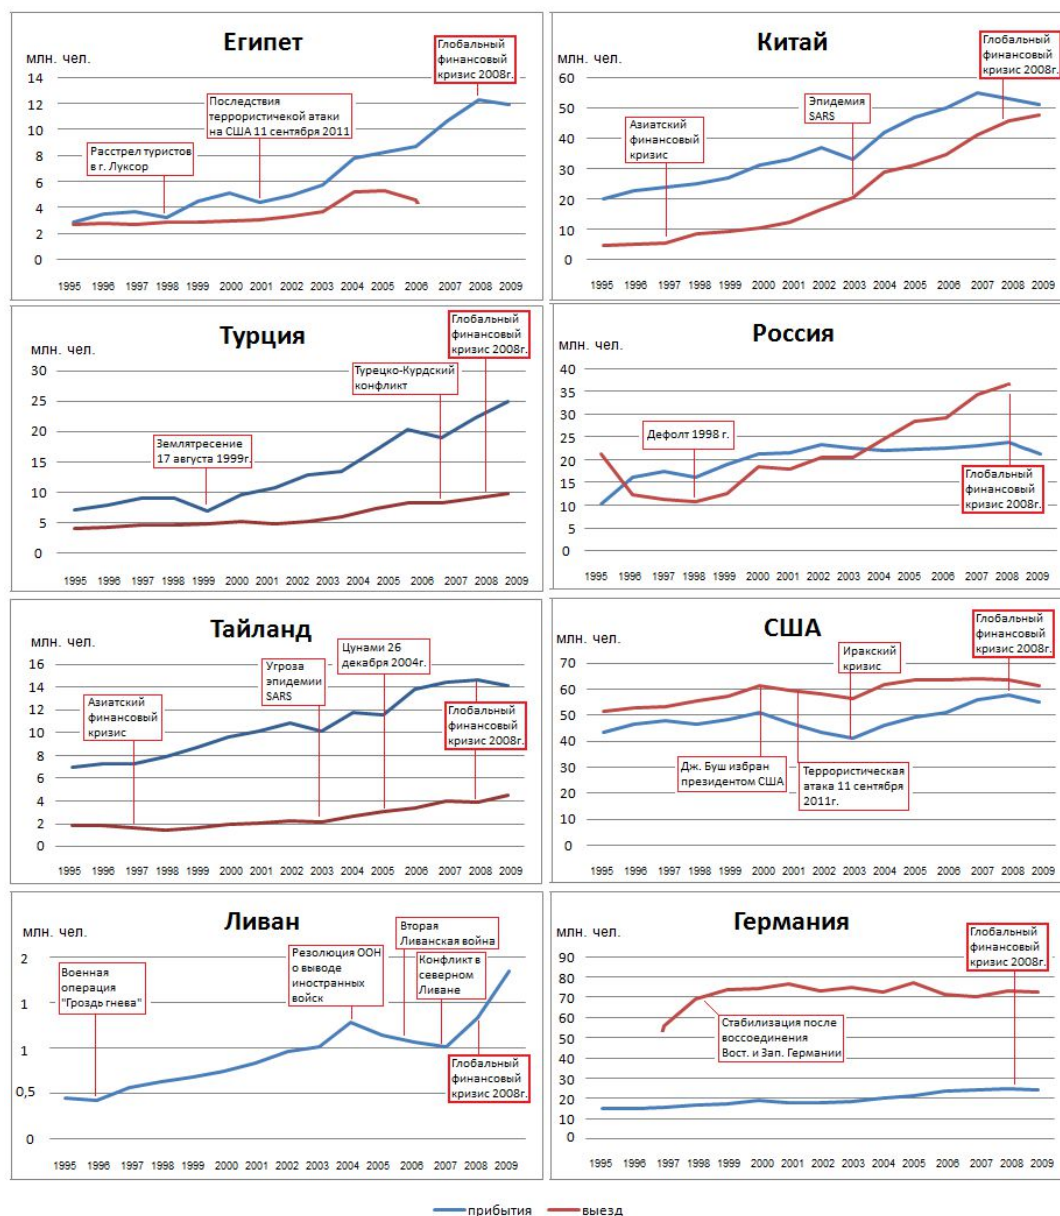 Египет
млн. чел.
14
12
10
8
6
4
2
0
Расстрел туристов
в г. Луксор
Последствия
террористичекой атаки
на США 11 сентября 2011
Глобальный
финансовый
кризис 2008г.
1995 1996 1997 1998 1999 2000 2001 2002 2003 2004 2005 2006 2007 2008 2009
Китай
млн. чел.
60
50
40
30
20
10
0
Азиатский
финансовый
кризис
Эпидемия
SARS
Глобальный
финансовый
кризис 2008г.
1995 1996 1997 1998 1999 2000 2001 2002 2003 2004 2005 2006 2007 2008 2009
Турция
млн. чел.
30
25
20
15
10
5
0
Землятресение
17 августа 1999г.
Турецко-Курдский
конфликт
Глобальный
финансовый
кризис 2008г.
1995 1996 1997 1998 1999 2000 2001 2002 2003 2004 2005 2006 2007 2008 2009
Россия
млн. чел.
40
35
30
25
20
15
10
5
0
Дефолт 1998 г.
Глобальный
финансовый
кризис 2008г.
1995 1996 1997 1998 1999 2000 2001 2002 2003 2004 2005 2006 2007 2008 2009
Тайланд
млн. чел.
16
14
12
10
8
6
4
2
0
Азиатский
финансовый
кризис
Угроза
эпидемии
SARS
Цунами 26
декабря 2004г.
Глобальный
финансовый
кризис 2008г.
1995 1996 1997 1998 1999 2000 2001 2002 2003 2004 2005 2006 2007 2008 2009
США
млн. чел.
70
60
50
40
30
20
10
0
Дж. Буш избран
президентом США
Террористическая
атака 11 сентября
2011г.
Иракский
кризис
Глобальный
финансовый
кризис 2008г.
1995 1996 1997 1998 1999 2000 2001 2002 2003 2004 2005 2006 2007 2008 2009
Ливан
млн. чел.
2
1
1
0,5
0
Военная
операция
"Гроздь гнева"
Резолюция ООН
о выводе
иностранных
войск
Вторая
Ливанская война
Конфликт в
северном
Ливане
Глобальный
финансовый
кризис 2008г.
1995 1996 1997 1998 1999 2000 2001 2002 2003 2004 2005 2006 2007 2008 2009
Германия
млн. чел.
90
80
70
60
50
40
30
20
10
0
Стабилизация после
воссоединения
Вост. и Зап. Германии
Глобальный
финансовый
кризис 2008г.
1995 1996 1997 1998 1999 2000 2001 2002 2003 2004 2005 2006 2007 2008 2009
прибытия выезд